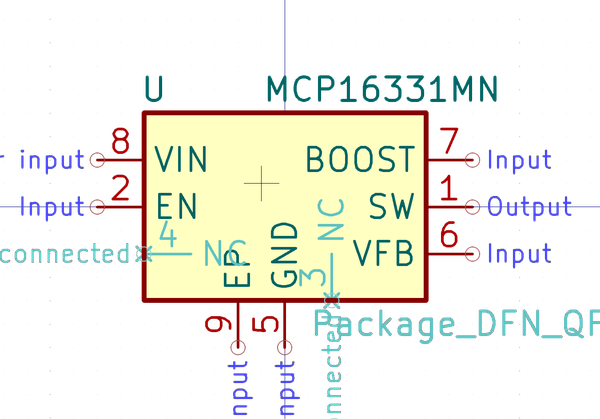 U MCP16331MN
r input 8 VIN BOOST 7 Input
Input 2 EN SW 1 Output
connected 4 NC VFB 6 Input
EP GND NC
9 5 3
Package_DFN_QF
nput nput nnected